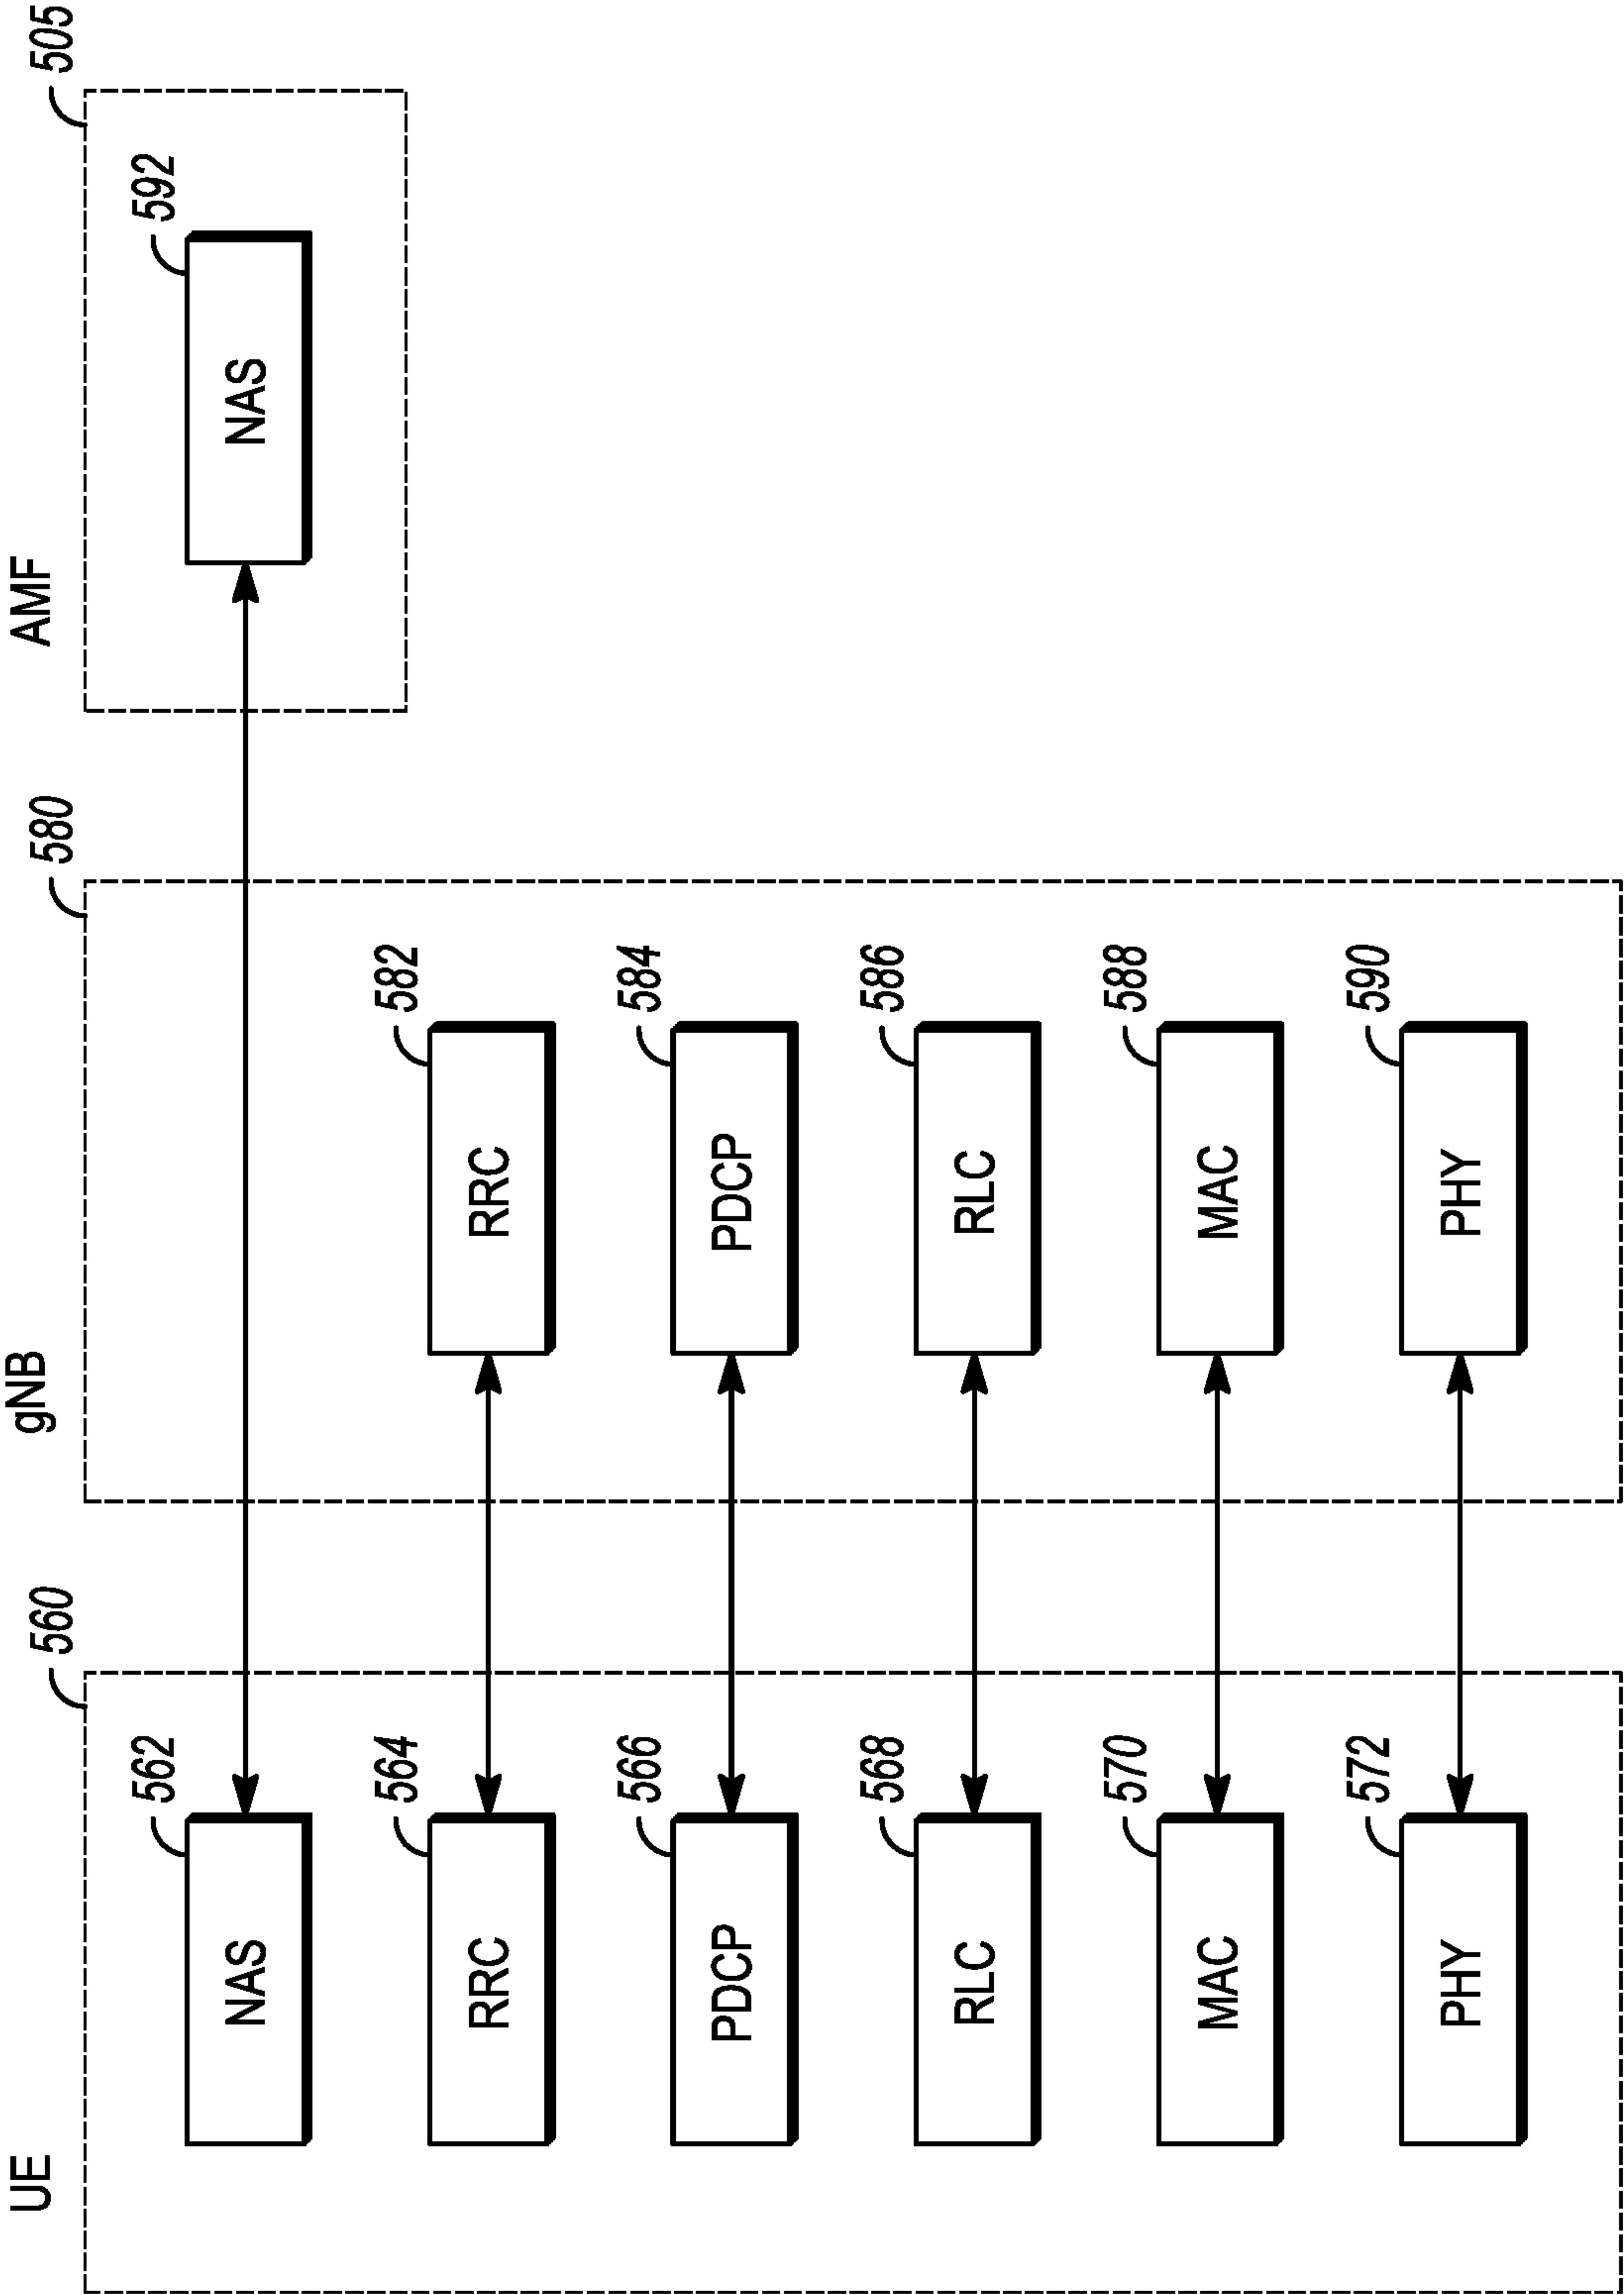 UE
560
NAS
562
RRC
564
PDCP
566
RLC
568
MAC
570
PHY
572
gNB
580
RRC
582
PDCP
584
RLC
586
MAC
588
PHY
590
AMF
505
NAS
592